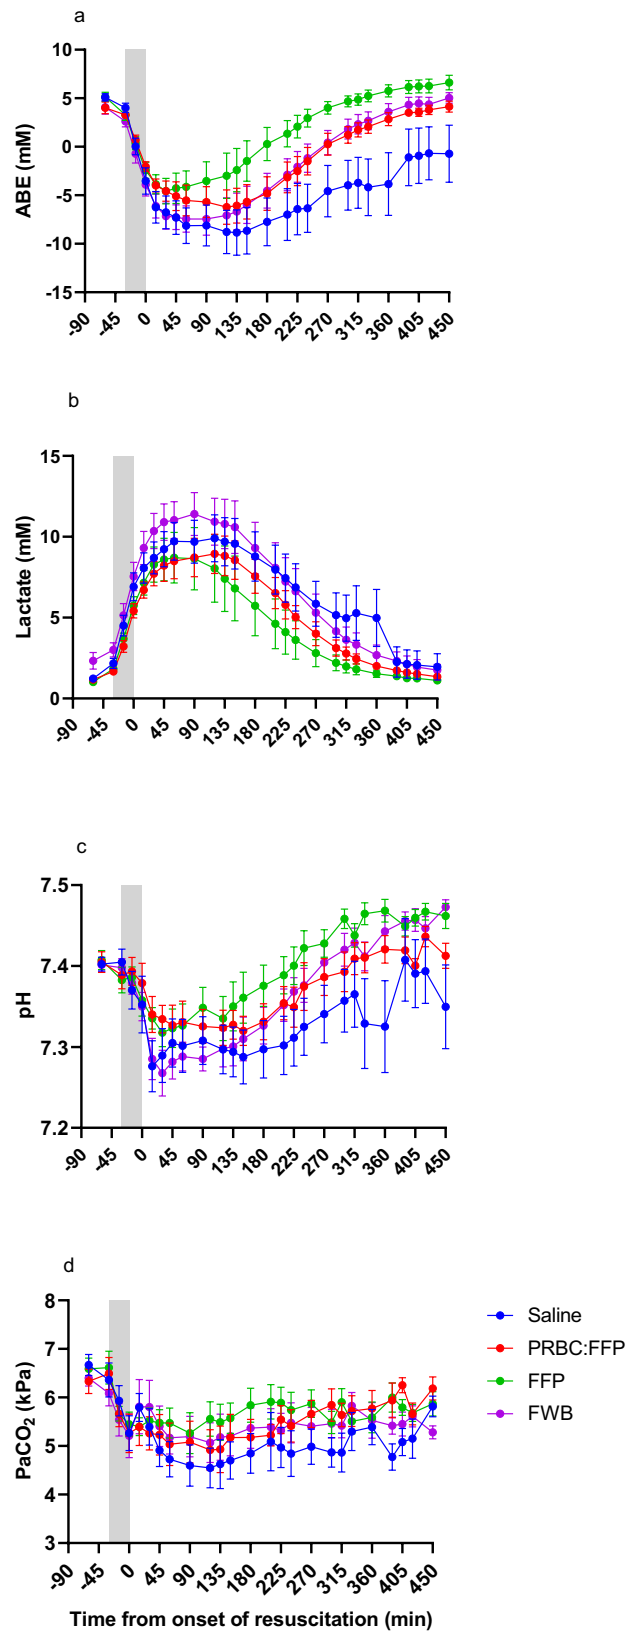 a
10
5
0
-5
-10
-15
ABE (mM)
-90 -45 0 45 90 135 180 225 270 315 360 405 450
b
15
10
5
0
Lactate (mM)
-90 -45 0 45 90 135 180 225 270 315 360 405 450
c
7.5
7.4
7.3
7.2
pH
-90 -45 0 45 90 135 180 225 270 315 360 405 450
d
8
7
6
5
4
3
PaCO₂ (kPa)
-90 -45 0 45 90 135 180 225 270 315 360 405 450
Time from onset of resuscitation (min)
Saline
PRBC:FFP
FFP
FWB